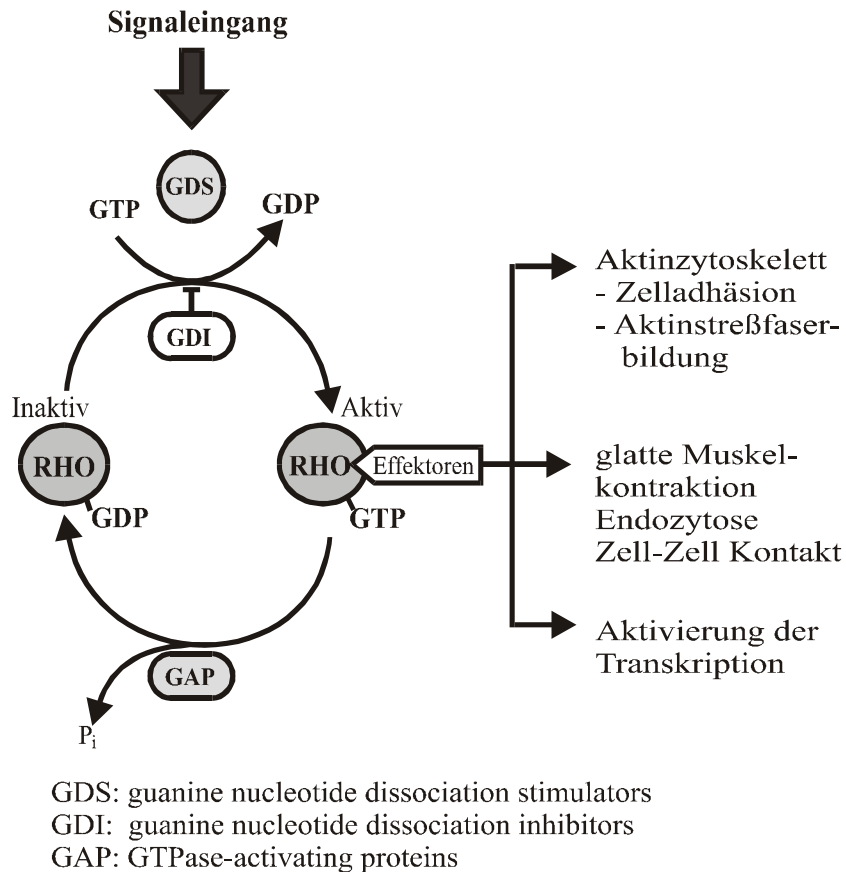 Signaleingang
GDS
GTP
GDP
GDI
Inaktiv
Aktiv
RHO
GDP
RHO
Effektoren
GTP
GAP
Pi
Aktinzytoskelett
- Zelladhäsion
- Aktinstreßfaser-
bildung
glatte Muskel-
kontraktion
Endozytose
Zell-Zell Kontakt
Aktivierung der
Transkription
GDS: guanine nucleotide dissociation stimulators
GDI: guanine nucleotide dissociation inhibitors
GAP: GTPase-activating proteins